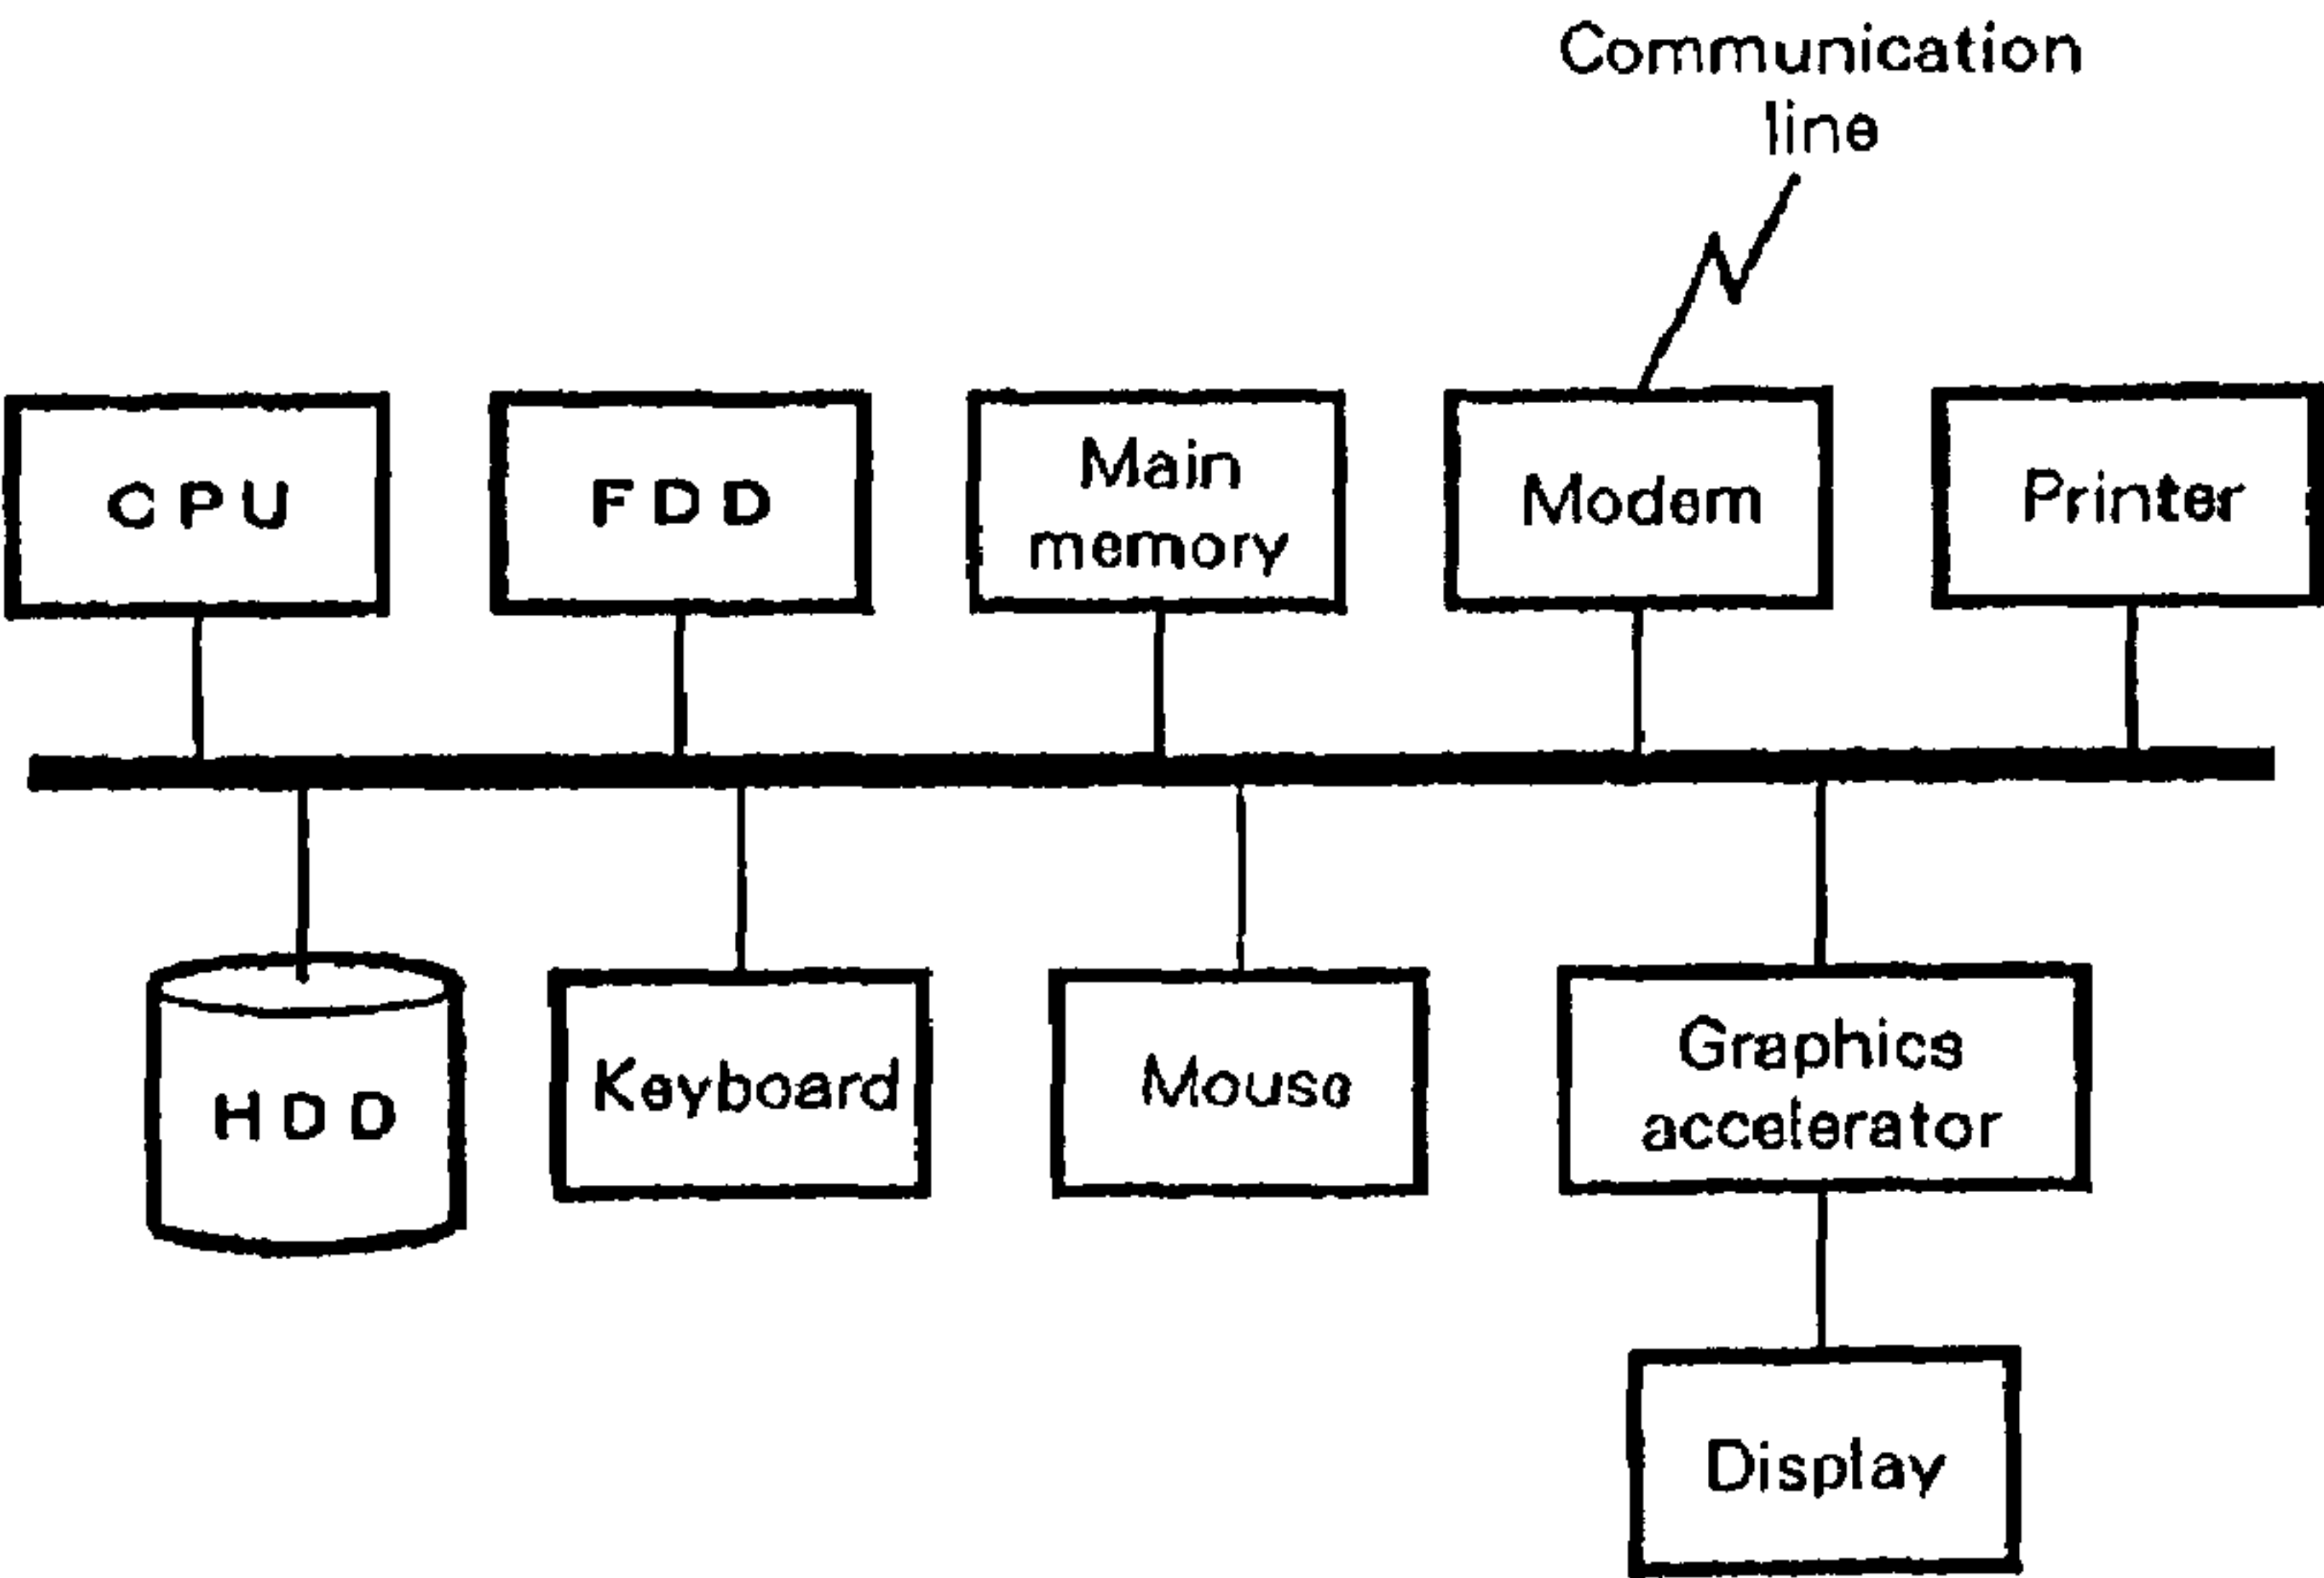 Communication
line
CPU
FDD
Main
memory
Modem
Printer
HDD
Keyboard
Mouse
Graphics
accelerator
Display